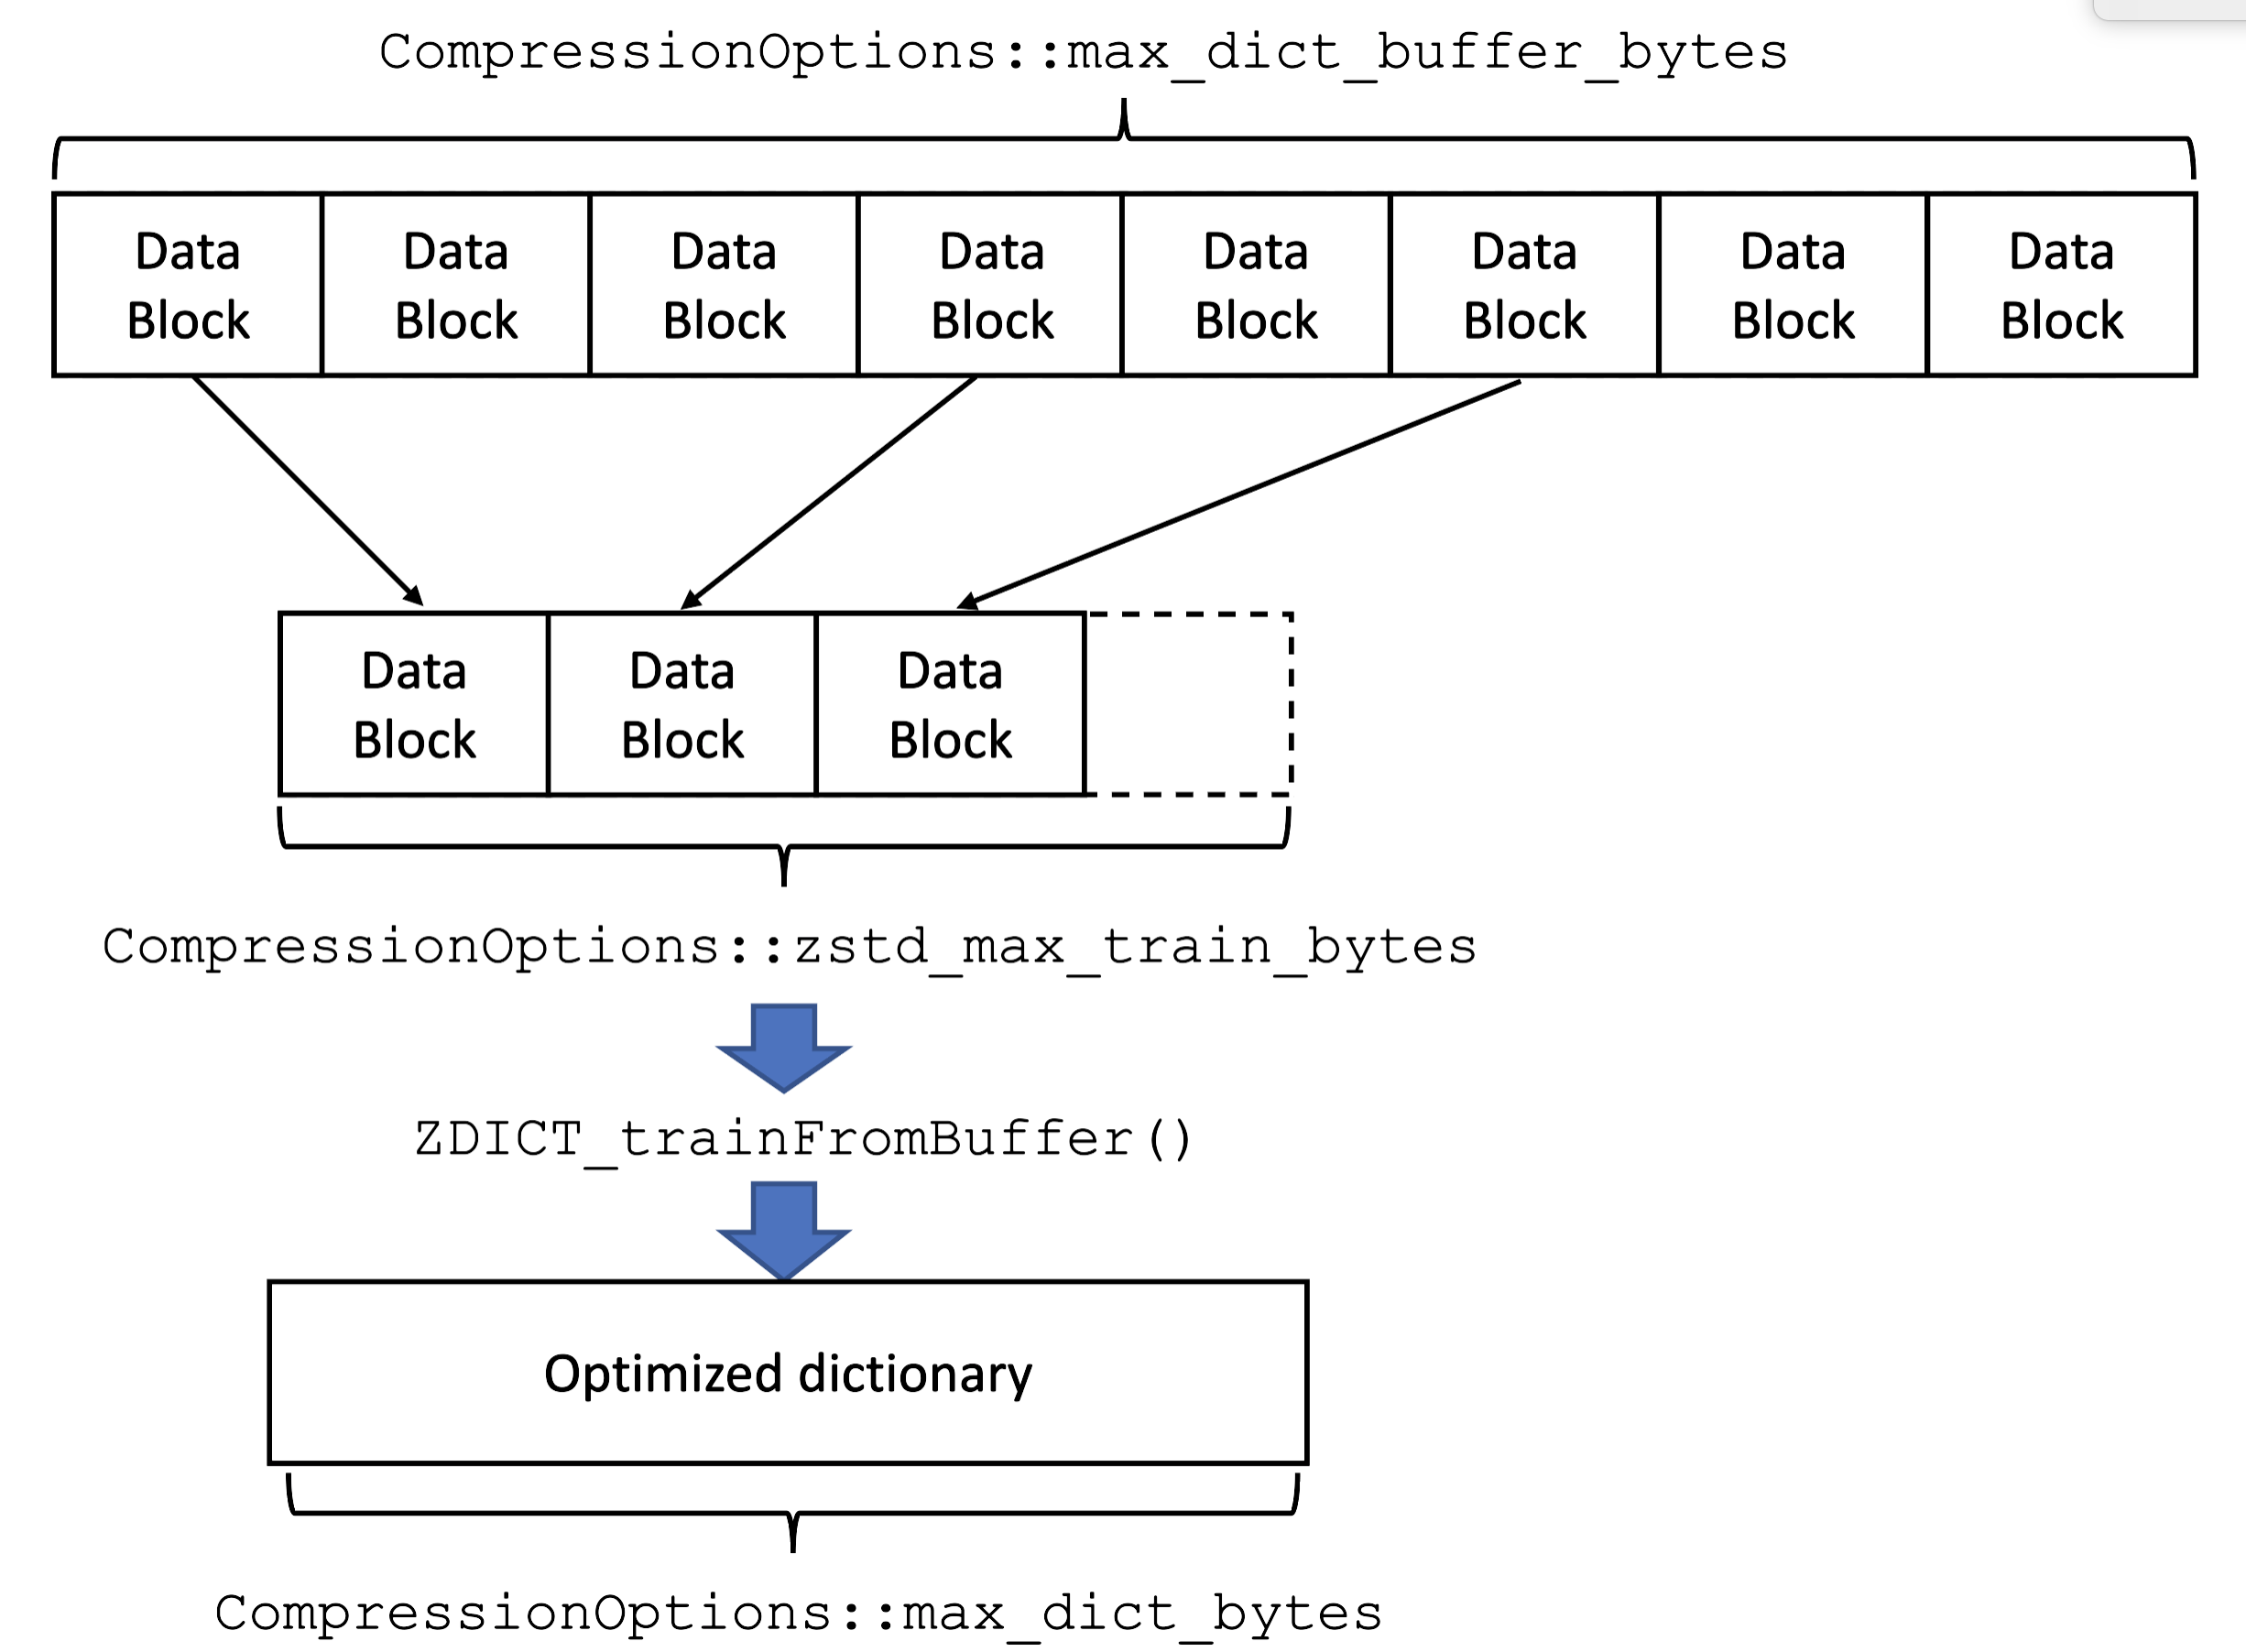 CompressionOptions::max_dict_buffer_bytes
Data Block
Data Block
Data Block
Data Block
Data Block
Data Block
Data Block
Data Block
Data Block
Data Block
Data Block
CompressionOptions::zstd_max_train_bytes
ZDICT_trainFromBuffer()
Optimized dictionary
CompressionOptions::max_dict_bytes